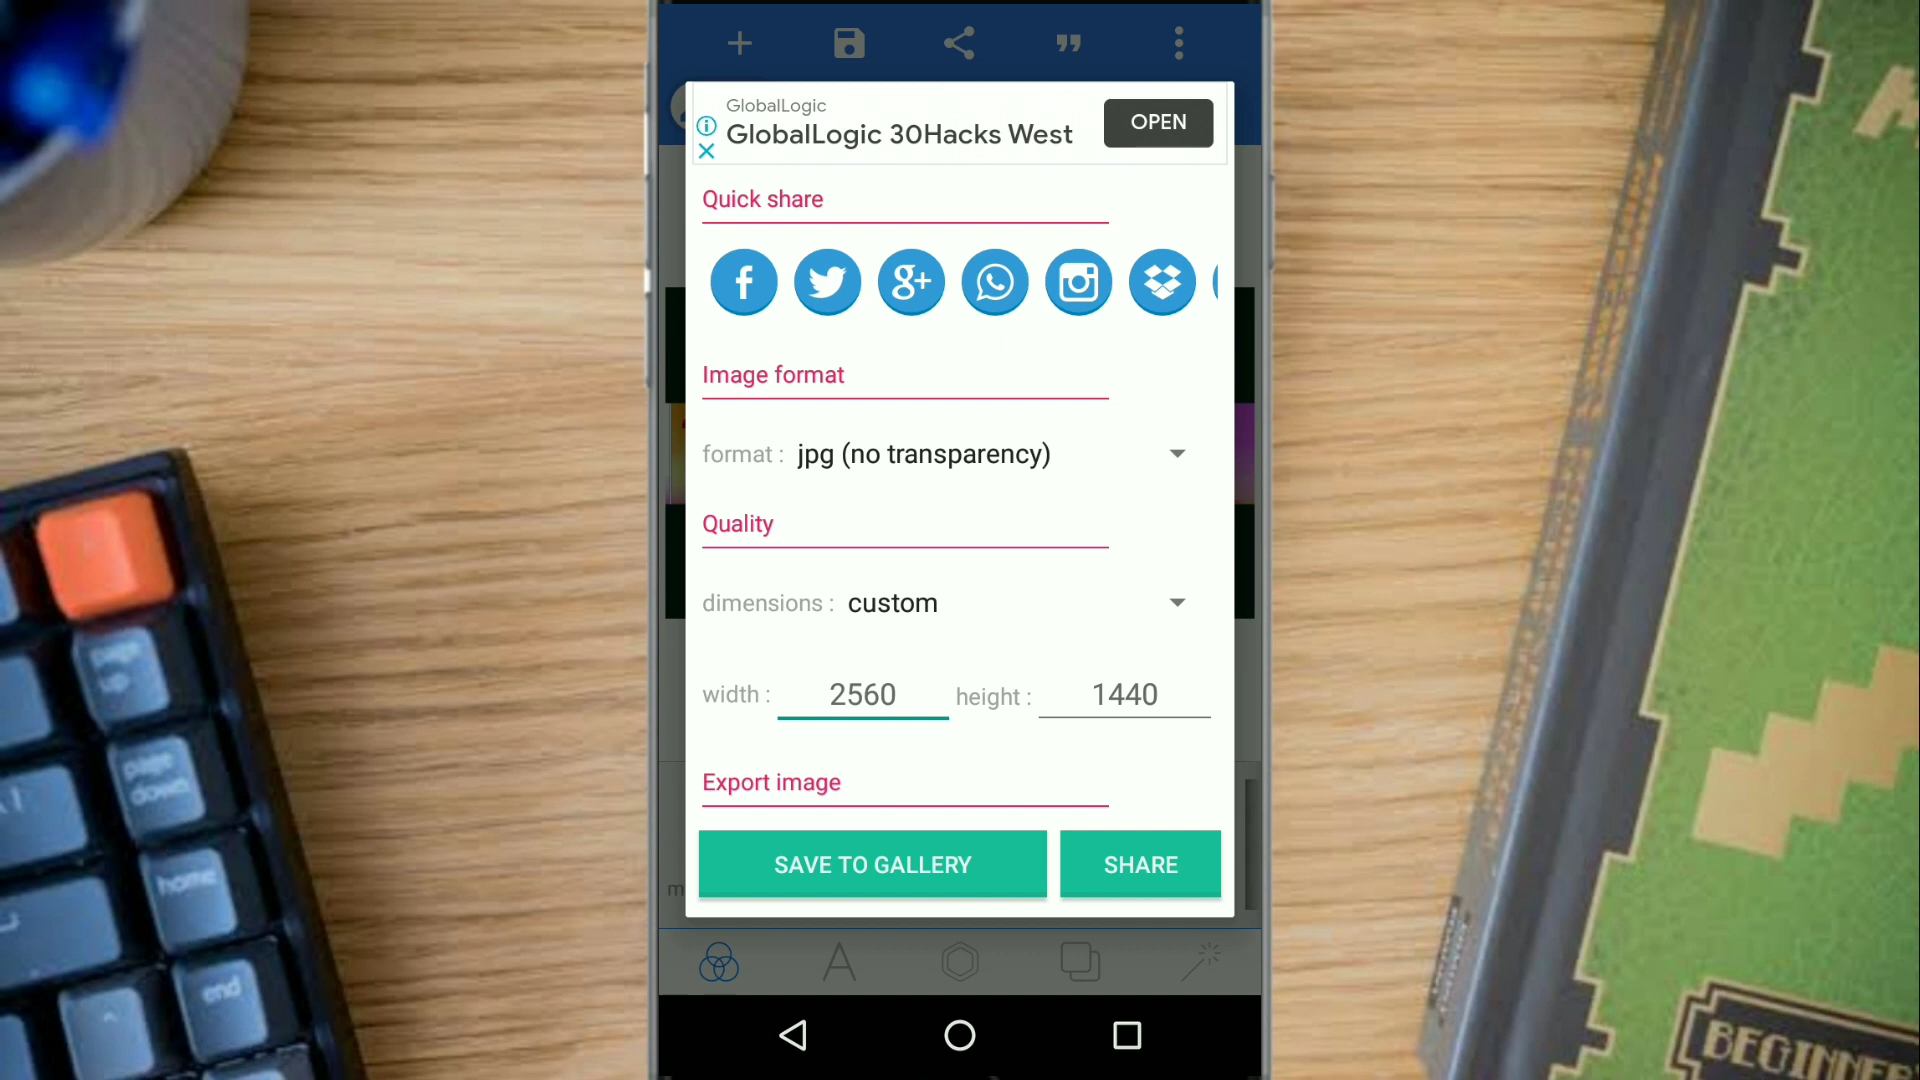 GlobalLogic
GlobalLogic 30Hacks West
OPEN
Quick share
Image format
format : jpg (no transparency)
Quality
dimensions : custom
width : 2560 height : 1440
Export image
SAVE TO GALLERY
SHARE
m
page
up
page
down
home
end
BEGINNER